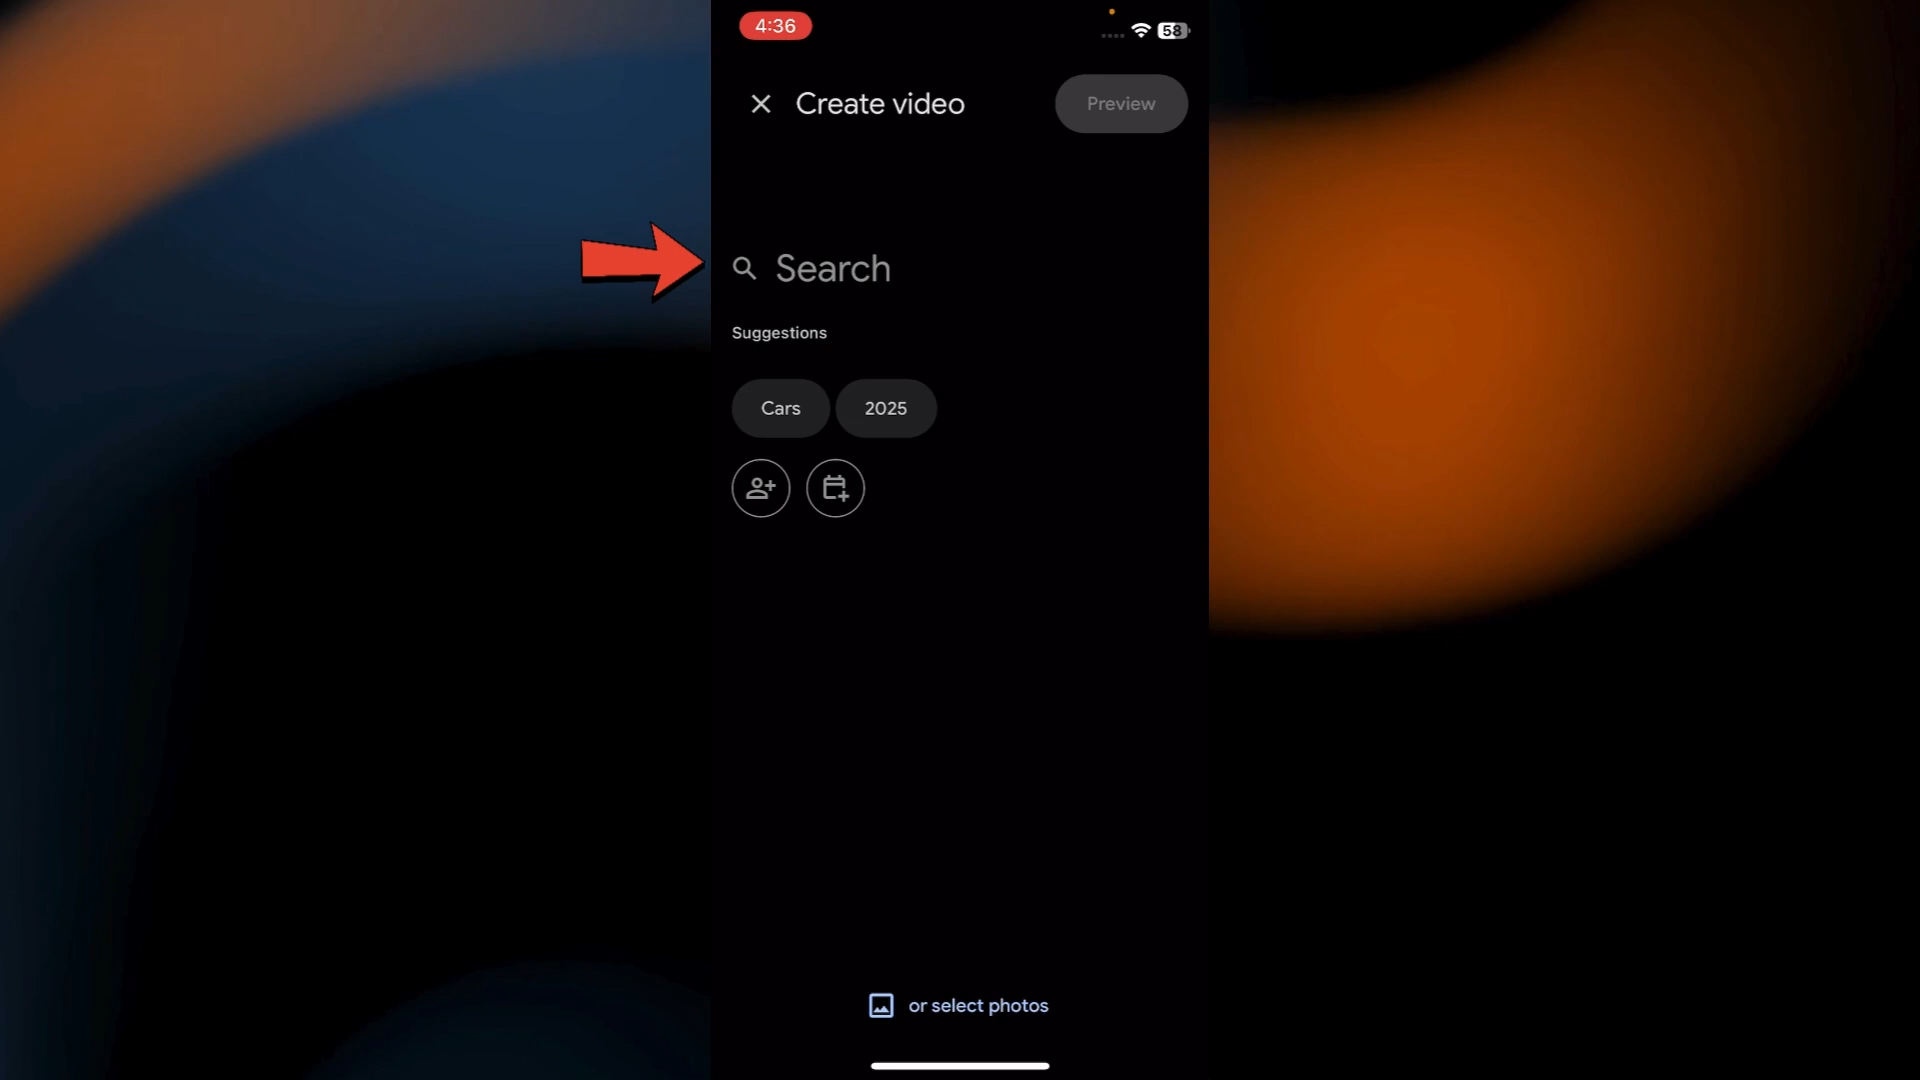 4:36
58
Create video
Preview
Search
Suggestions
Cars
2025
or select photos